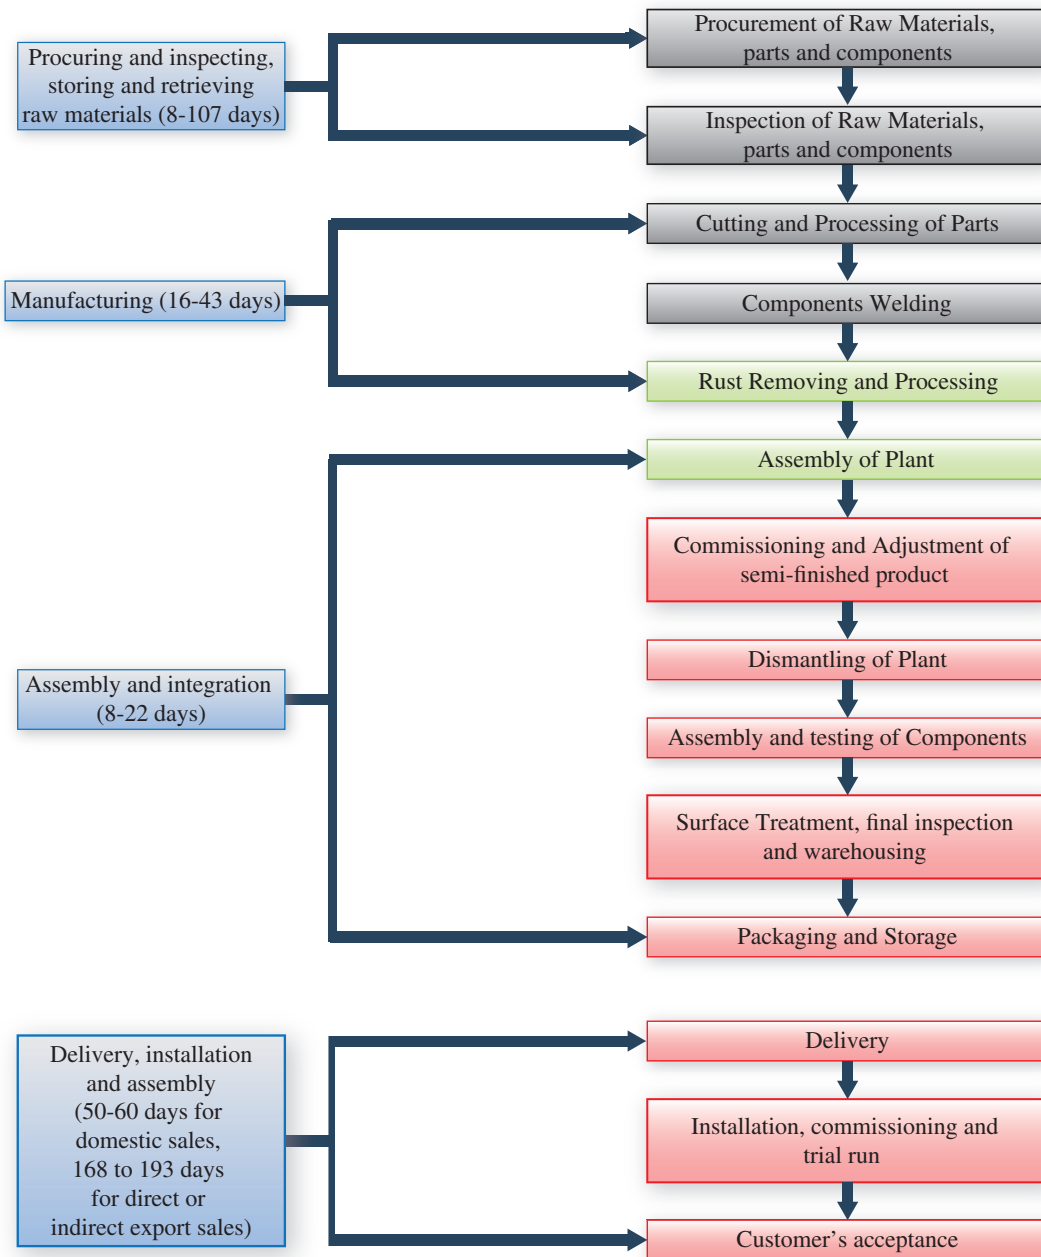 Procuring and inspecting,
storing and retrieving
raw materials (8-107 days)
Procurement of Raw Materials,
parts and components
Inspection of Raw Materials,
parts and components
Manufacturing (16-43 days)
Cutting and Processing of Parts
Components Welding
Rust Removing and Processing
Assembly and integration
(8-22 days)
Assembly of Plant
Commissioning and Adjustment of
semi-finished product
Dismantling of Plant
Assembly and testing of Components
Surface Treatment, final inspection
and warehousing
Packaging and Storage
Delivery, installation
and assembly
(50-60 days for
domestic sales,
168 to 193 days
for direct or
indirect export sales)
Delivery
Installation, commissioning and
trial run
Customer’s acceptance